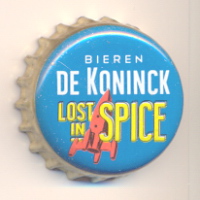 BIEREN
DE KONINCK
LOST
IN SPICE